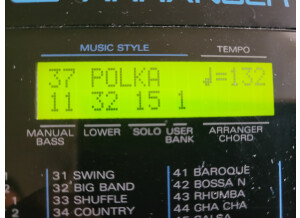 ARRANGER
MUSIC STYLE TEMPO
37 POLKA ♩=132
11 32 15 1
MANUAL BASS LOWER SOLO USER BANK ARRANGER CHORD
31 SWING
32 BIG BAND
33 SHUFFLE
34 COUNTRY
41 BAROQUE
42 BOSSA N
43 RHUMBA
44 CHA CHA